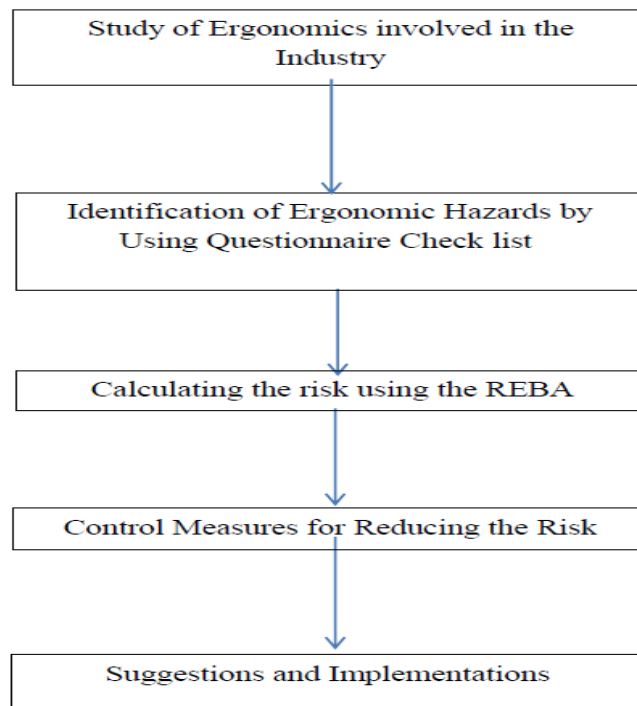 Study of Ergonomics involved in the
Industry
Identification of Ergonomic Hazards by
Using Questionnaire Check list
Calculating the risk using the REBA
Control Measures for Reducing the Risk
Suggestions and Implementations